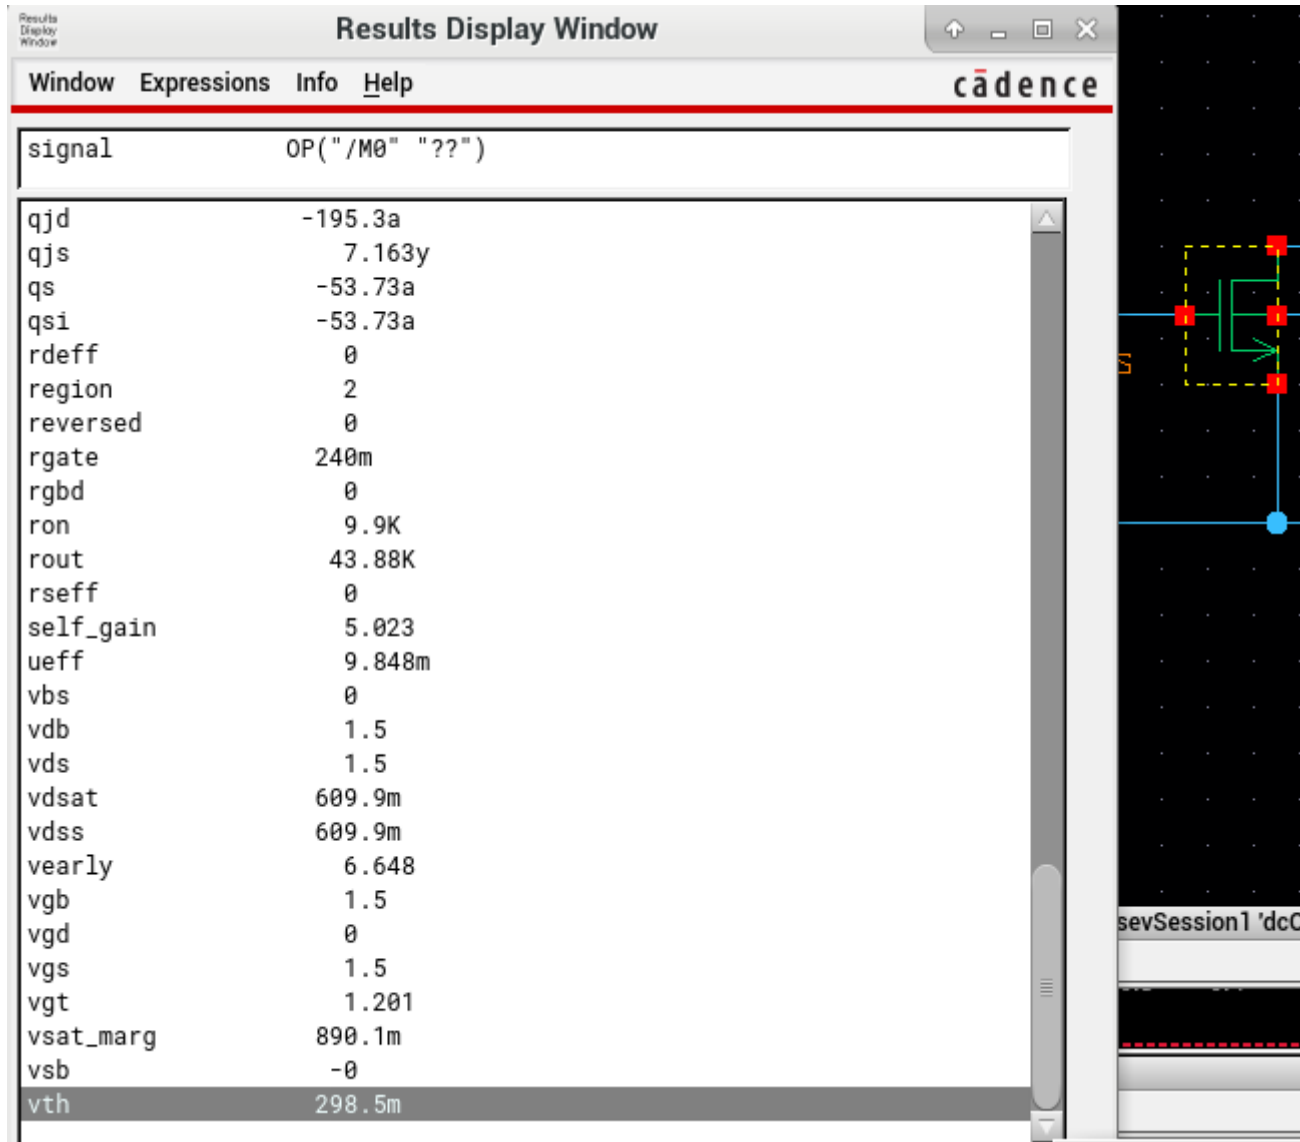 Results
Display
Window
Results Display Window
Window Expressions Info Help
cādence
signal OP("/M0" "??")
qjd -195.3a
qjs 7.163y
qs -53.73a
qsi -53.73a
rdeff 0
region 2
reversed 0
rgate 240m
rgbd 0
ron 9.9K
rout 43.88K
rseff 0
self_gain 5.023
ueff 9.848m
vbs 0
vdb 1.5
vds 1.5
vdsat 609.9m
vdss 609.9m
vearly 6.648
vgb 1.5
vgd 0
vgs 1.5
vgt 1.201
vsat_marg 890.1m
vsb -0
vth 298.5m
sevSession1 'dcO